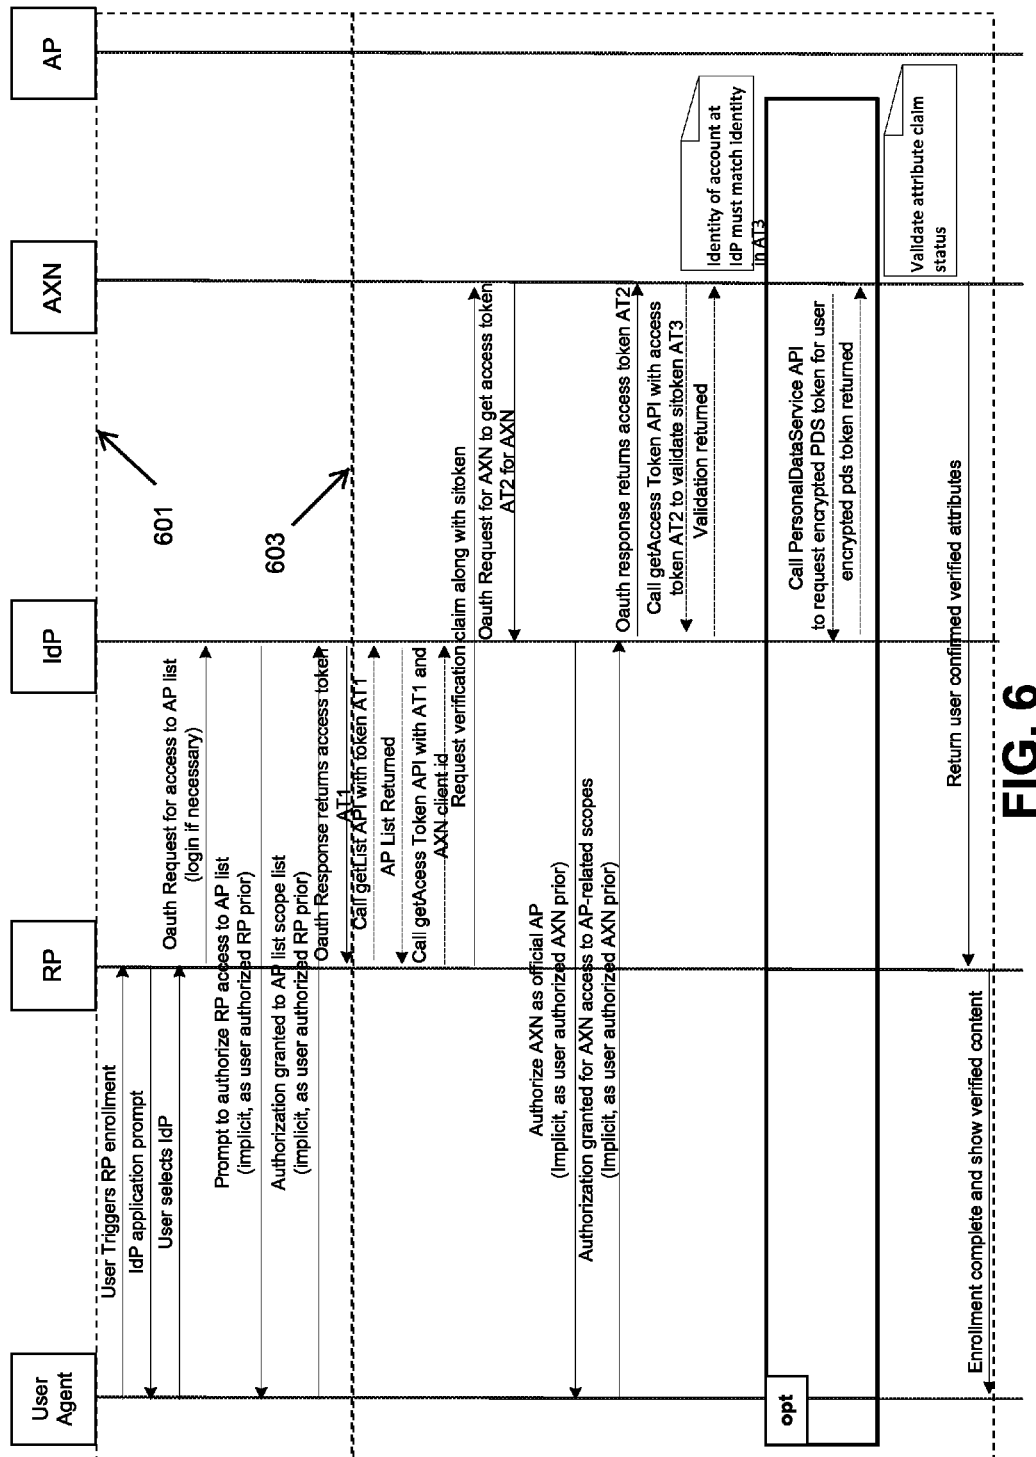 User
Agent
RP
IdP
AXN
AP
601
User Triggers RP enrollment
IdP application prompt
User selects IdP
Oauth Request for access to AP list
(login if necessary)
Prompt to authorize RP access to AP list
(implicit, as user authorized RP prior)
Authorization granted to AP list scope list
(implicit, as user authorized RP prior)
Oauth Response returns access token
AT1
603
Call getList API with token AT1
AP List Returned
Call getAcess Token API with AT1 and
AXN client id
Request verification claim along with sitoken
Oauth Request for AXN to get access token
AT2 for AXN
Authorize AXN as official AP
(Implicit, as user authorized AXN prior)
Authorization granted for AXN access to AP-related scopes
(Implicit, as user authorized AXN prior)
Oauth response returns access token AT2
Call getAccess Token API with access
token AT2 to validate sitoken AT3
Validation returned
Identity of account at
IdP must match identity
in AT3
opt
Call PersonalDataService API
to request encrypted PDS token for user
encrypted pds token returned
Validate attribute claim
status
Return user confirmed verified attributes
Enrollment complete and show verified content
FIG. 6